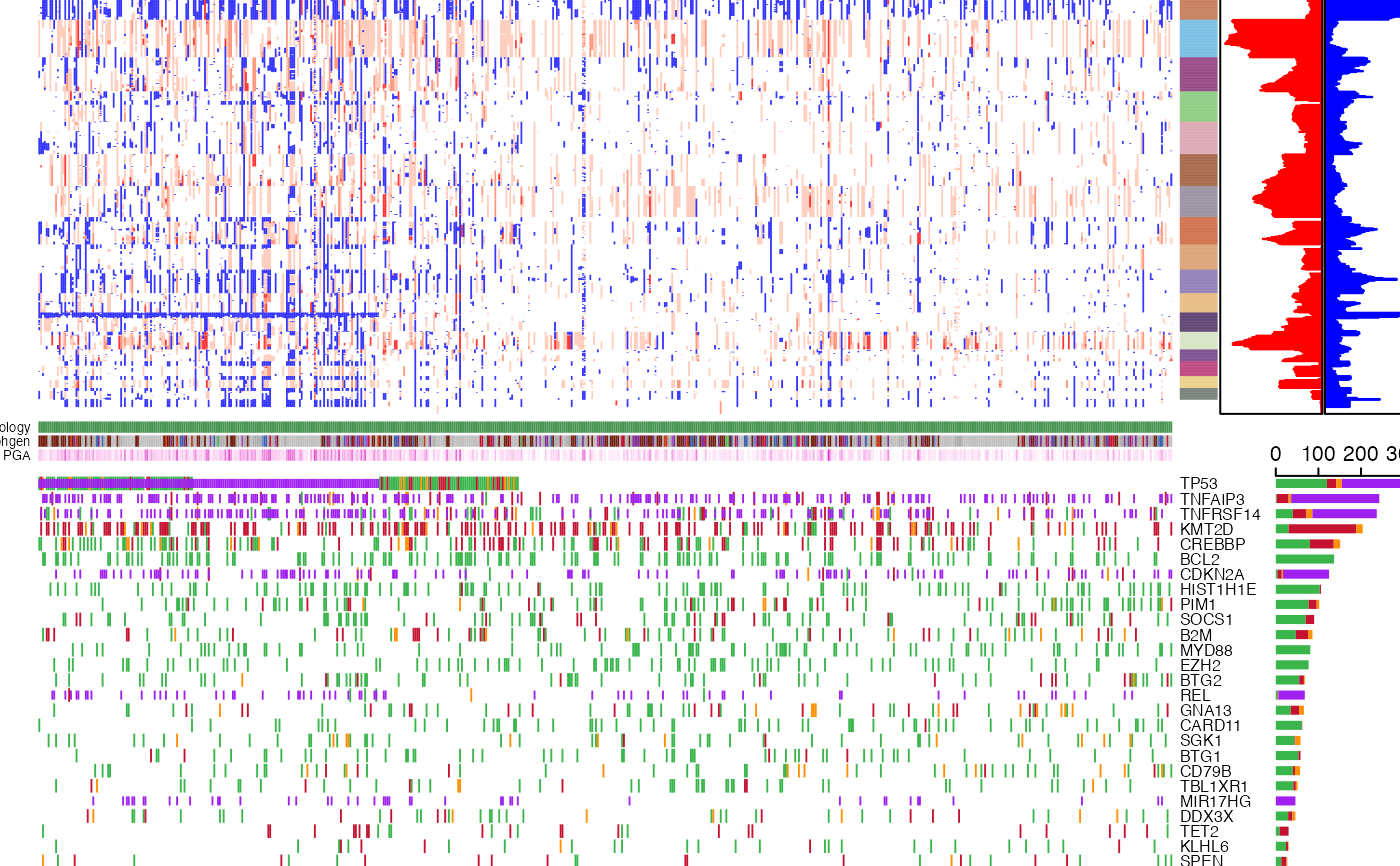 ology
ohgen
PGA
0 100 200
TP53
TNFAIP3
TNFRSF14
KMT2D
CREBBP
BCL2
CDKN2A
HIST1H1E
PIM1
SOCS1
B2M
MYD88
EZH2
BTG2
REL
GNA13
CARD11
SGK1
BTG1
CD79B
TBL1XR1
MIR17HG
DDX3X
TET2
KLHL6
SPEN